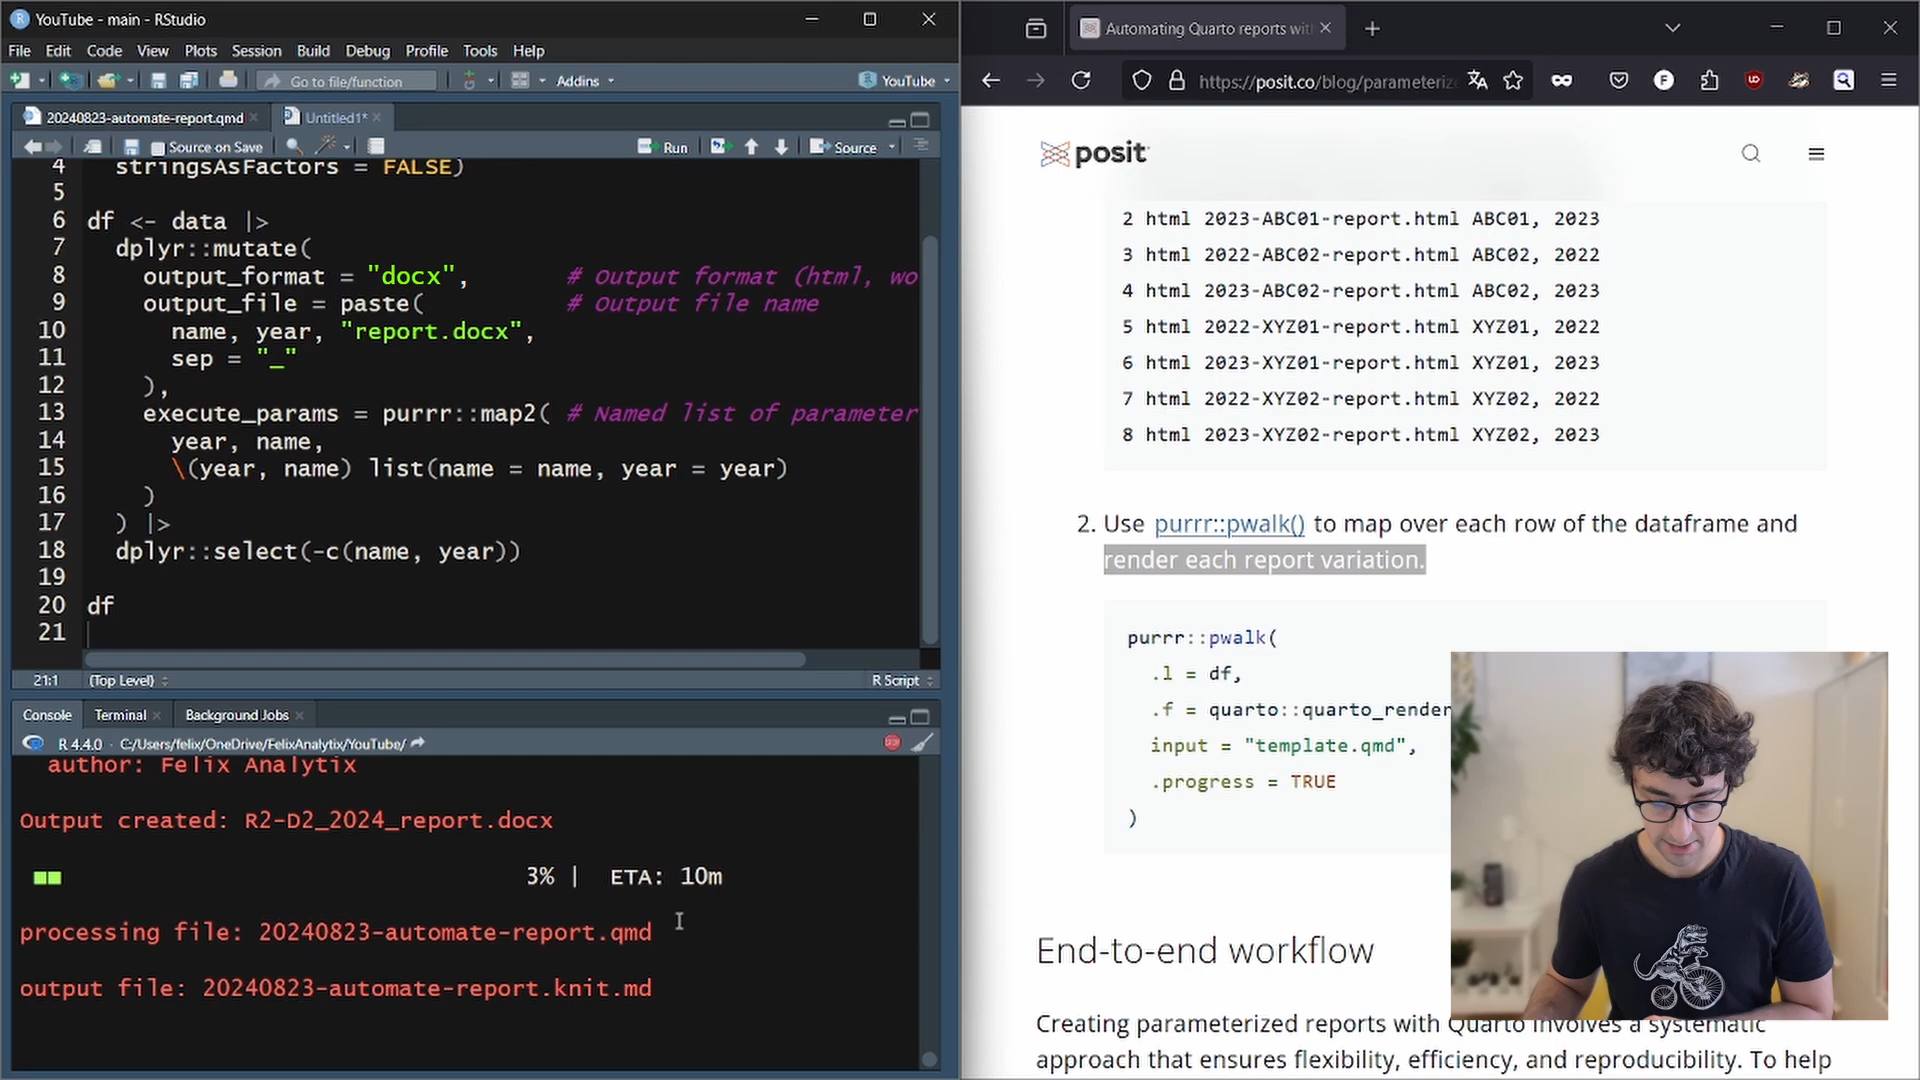 YouTube - main - RStudio
File Edit Code View Plots Session Build Debug Profile Tools Help
Go to file/function
Addins
YouTube
20240823-automate-report.qmd
Untitled1*
Source on Save
Run
Source
4 stringsAsFactors = FALSE)
5
6 df <- data |>
7 dplyr::mutate(
8 output_format = "docx", # Output format (html, wo
9 output_file = paste( # Output file name
10 name, year, "report.docx",
11 sep = "_"
12 ),
13 execute_params = purrr::map2( # Named list of parameter
14 year, name,
15 \(year, name) list(name = name, year = year)
16 )
17 ) |>
18 dplyr::select(-c(name, year))
19
20 df
21
21:1 (Top Level) R Script
Console Terminal Background Jobs
R 4.4.0 · C:/Users/felix/OneDrive/FelixAnalytix/YouTube/
author: Felix Analytix
Output created: R2-D2_2024_report.docx
3% | ETA: 10m
processing file: 20240823-automate-report.qmd
output file: 20240823-automate-report.knit.md
Automating Quarto reports wit
https://posit.co/blog/parameteriz
posit
2 html 2023-ABC01-report.html ABC01, 2023
3 html 2022-ABC02-report.html ABC02, 2022
4 html 2023-ABC02-report.html ABC02, 2023
5 html 2022-XYZ01-report.html XYZ01, 2022
6 html 2023-XYZ01-report.html XYZ01, 2023
7 html 2022-XYZ02-report.html XYZ02, 2022
8 html 2023-XYZ02-report.html XYZ02, 2023
2. Use purrr::pwalk() to map over each row of the dataframe and
render each report variation.
purrr::pwalk(
.l = df,
.f = quarto::quarto_render
input = "template.qmd",
.progress = TRUE
)
End-to-end workflow
Creating parameterized reports with Quarto involves a systematic
approach that ensures flexibility, efficiency, and reproducibility. To help